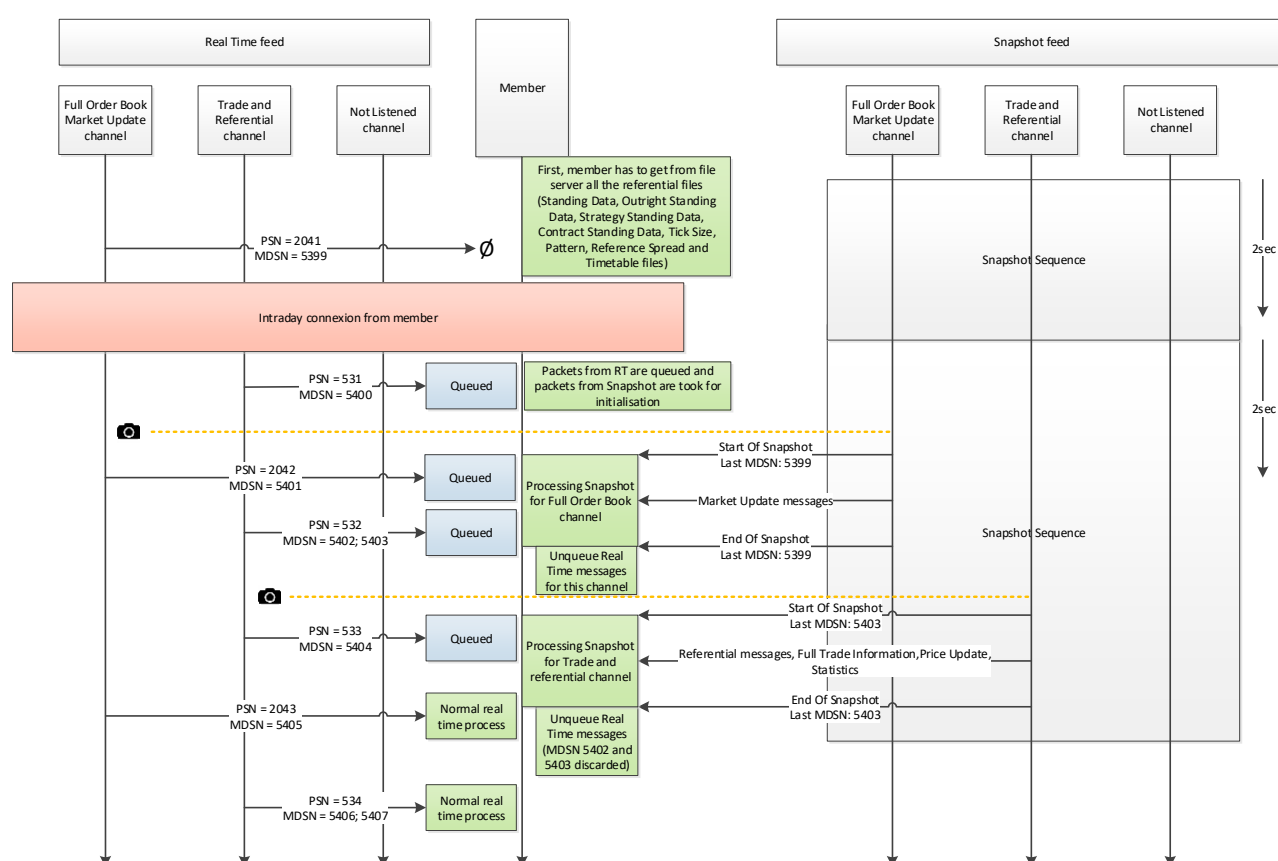 Real Time feed
Snapshot feed
Member
Full Order Book
Market Update
channel
Trade and
Referential
channel
Not Listened
channel
Full Order Book
Market Update
channel
Trade and
Referential
channel
Not Listened
channel
First, member has to get from file
server all the referential files
(Standing Data, Outright Standing
Data, Strategy Standing Data,
Contract Standing Data, Tick Size,
Pattern, Reference Spread and
Timetable files)
PSN = 2041
MDSN = 5399
Ø
Snapshot Sequence
2sec
Intraday connexion from member
PSN = 531
MDSN = 5400
Queued
Packets from RT are queued and
packets from Snapshot are took for
initialisation
2sec
Start Of Snapshot
Last MDSN: 5399
PSN = 2042
MDSN = 5401
Queued
Processing Snapshot
for Full Order Book
channel
Market Update messages
PSN = 532
MDSN = 5402; 5403
Queued
End Of Snapshot
Last MDSN: 5399
Snapshot Sequence
Unqueue Real
Time messages
for this channel
Start Of Snapshot
Last MDSN: 5403
PSN = 533
MDSN = 5404
Queued
Processing Snapshot
for Trade and
referential channel
Referential messages, Full Trade Information,Price Update,
Statistics
End Of Snapshot
Last MDSN: 5403
PSN = 2043
MDSN = 5405
Normal real
time process
Unqueue Real
Time messages
(MDSN 5402 and
5403 discarded)
PSN = 534
MDSN = 5406; 5407
Normal real
time process